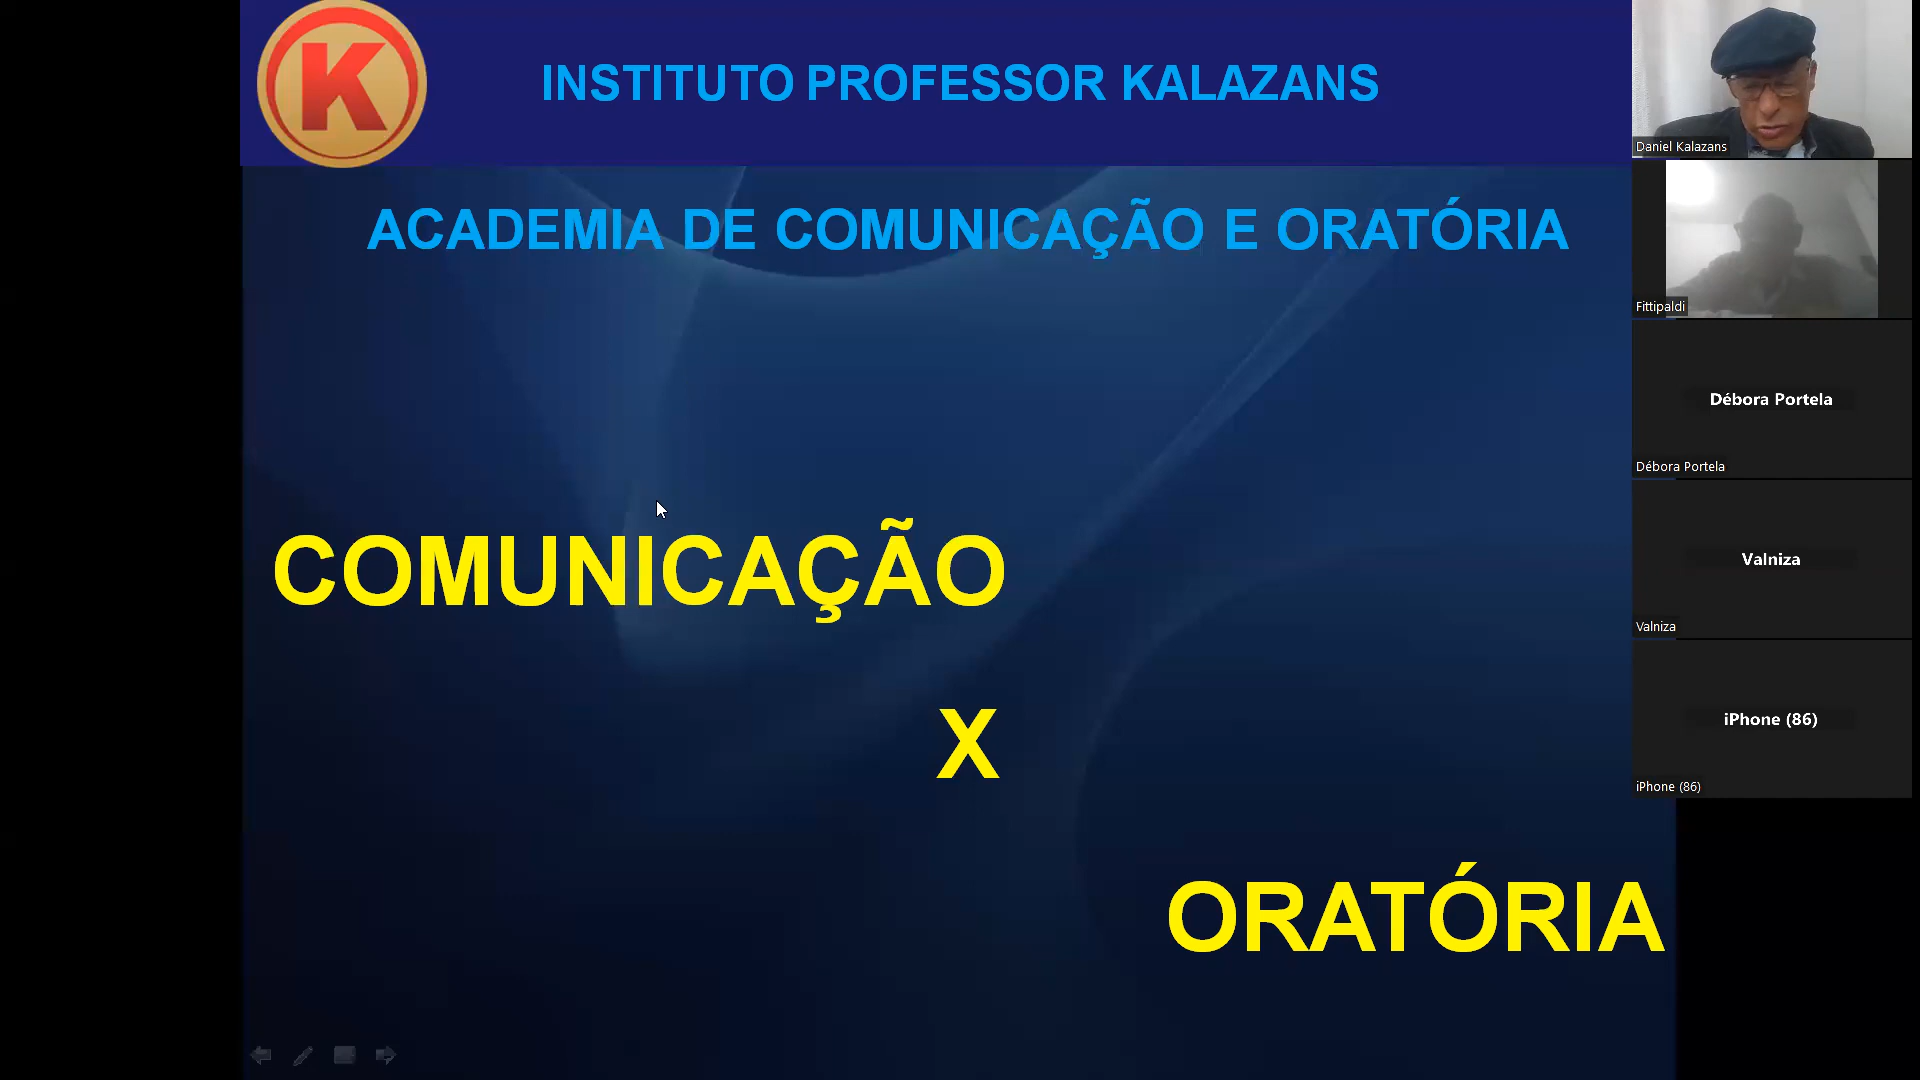 K
INSTITUTO PROFESSOR KALAZANS
ACADEMIA DE COMUNICAÇÃO E ORATÓRIA
COMUNICAÇÃO
X
ORATÓRIA
Daniel Kalazans
Fittipaldi
Débora Portela
Débora Portela
Valniza
Valniza
iPhone (86)
iPhone (86)